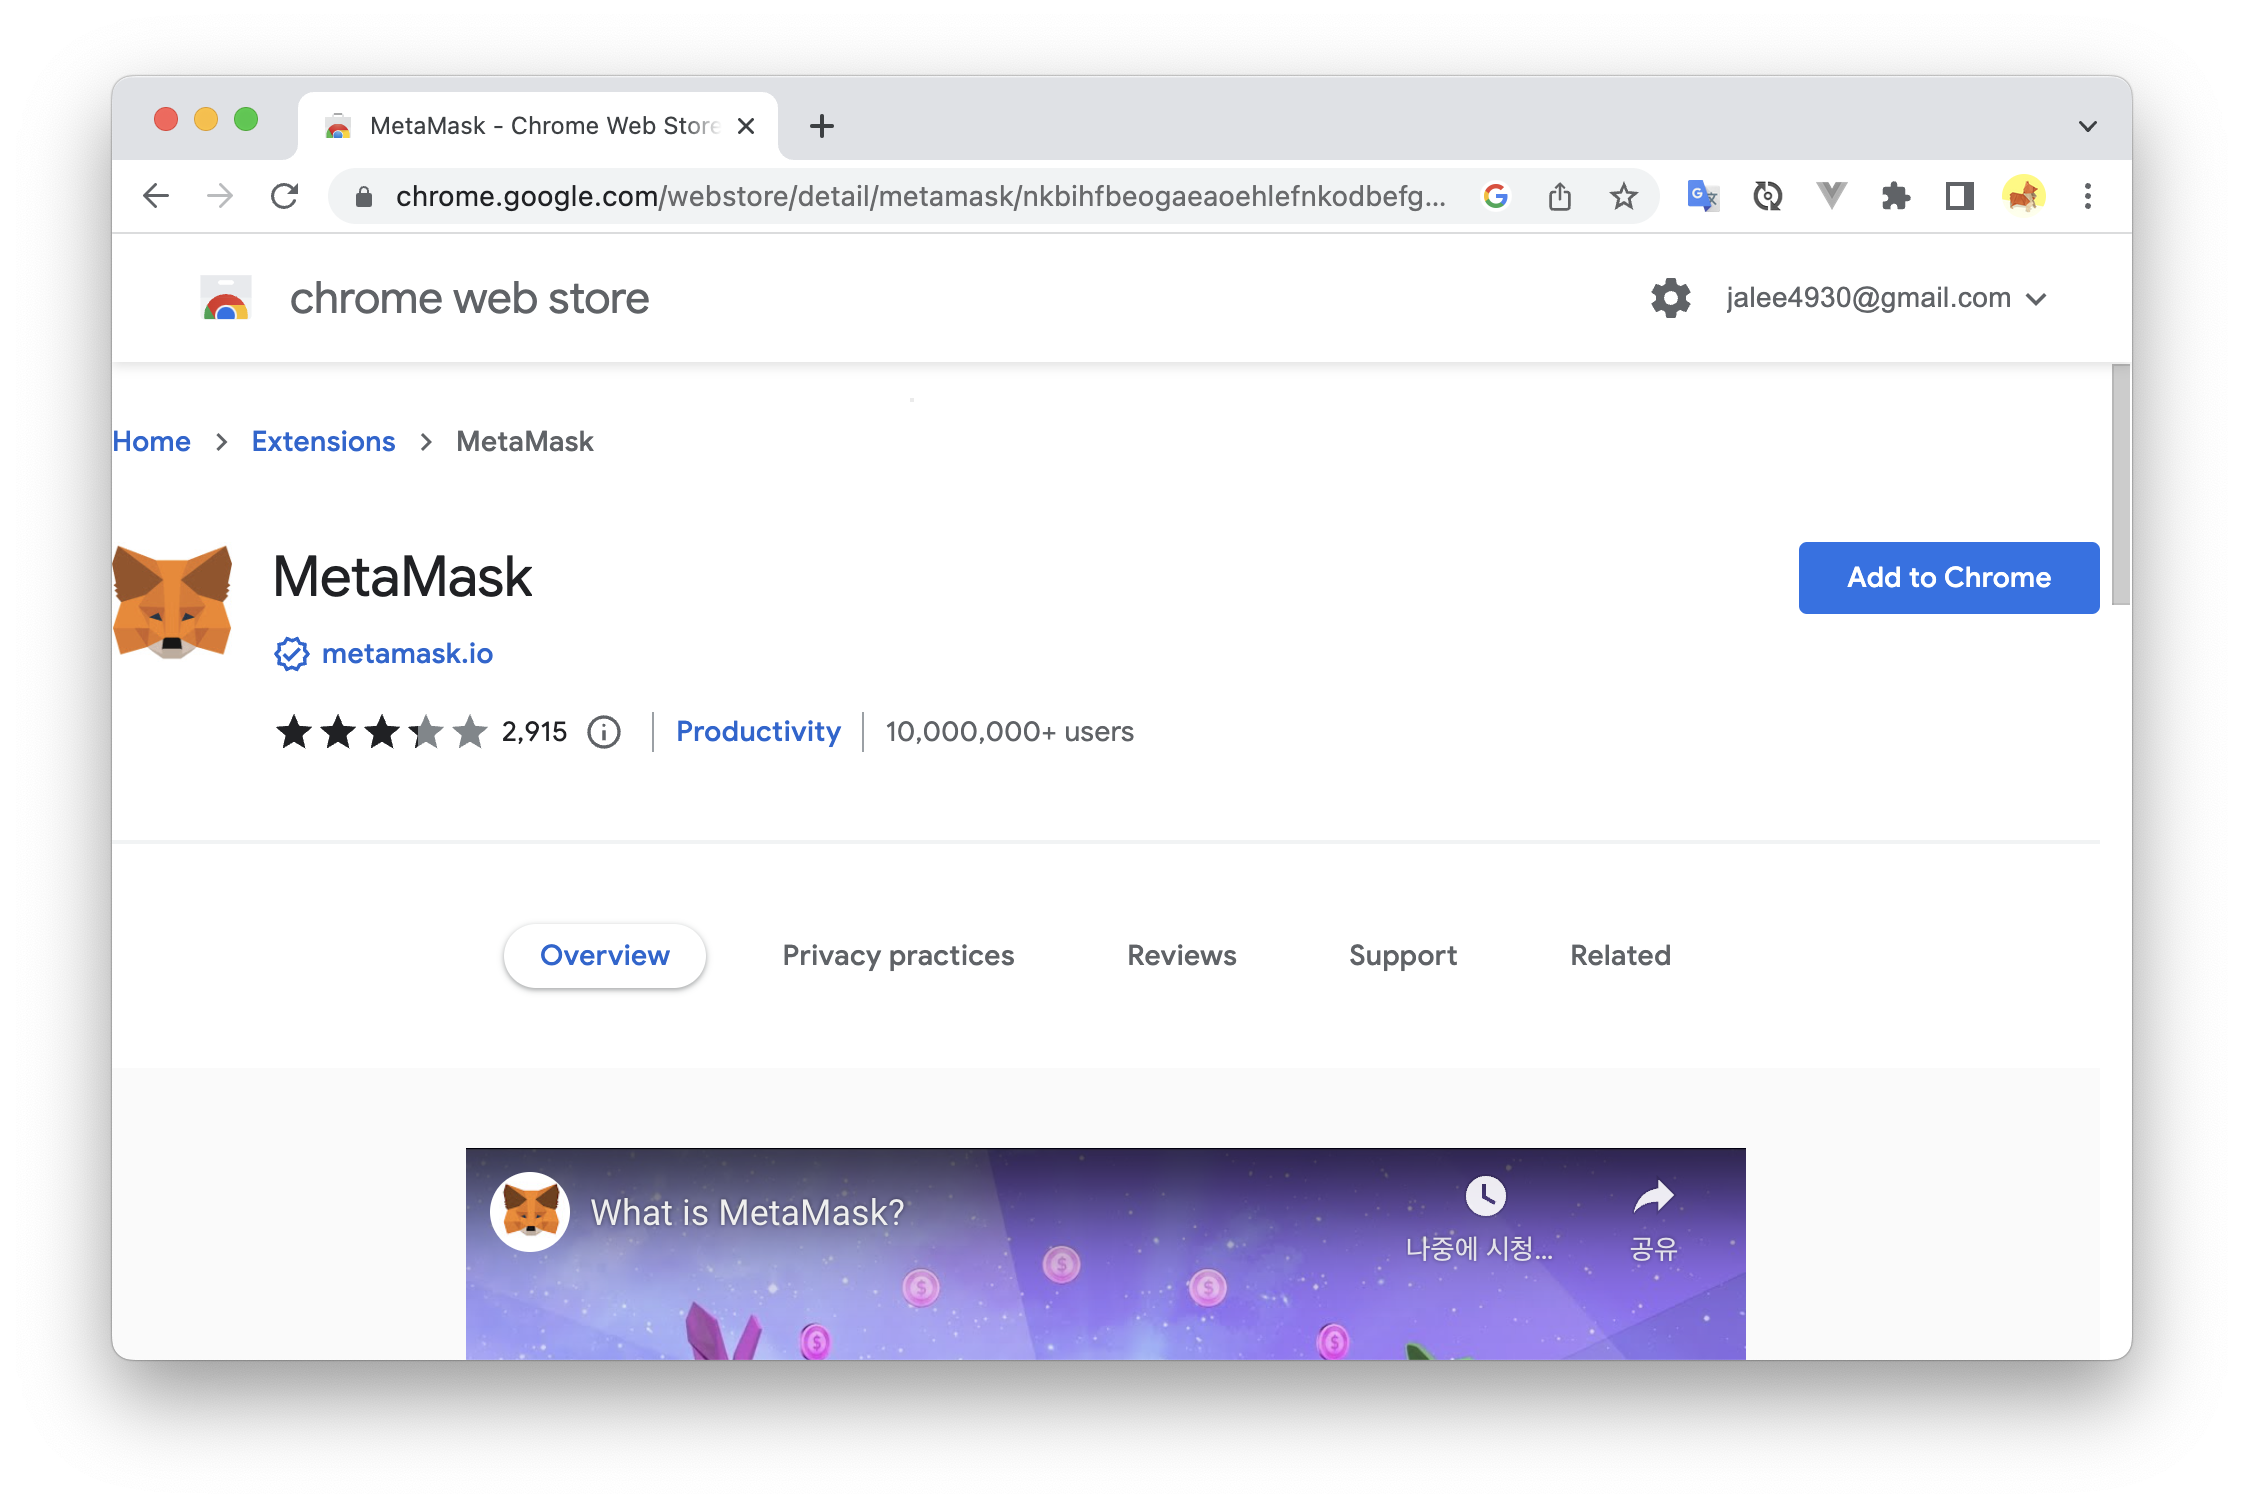 MetaMask - Chrome Web Store
chrome.google.com/webstore/detail/metamask/nkbihfbeogaeaoehlefnkodbefg...
chrome web store
jalee4930@gmail.com
Home > Extensions > MetaMask
MetaMask
Add to Chrome
metamask.io
2,915
Productivity
10,000,000+ users
Overview
Privacy practices
Reviews
Support
Related
What is MetaMask?
나중에 시청...
공유